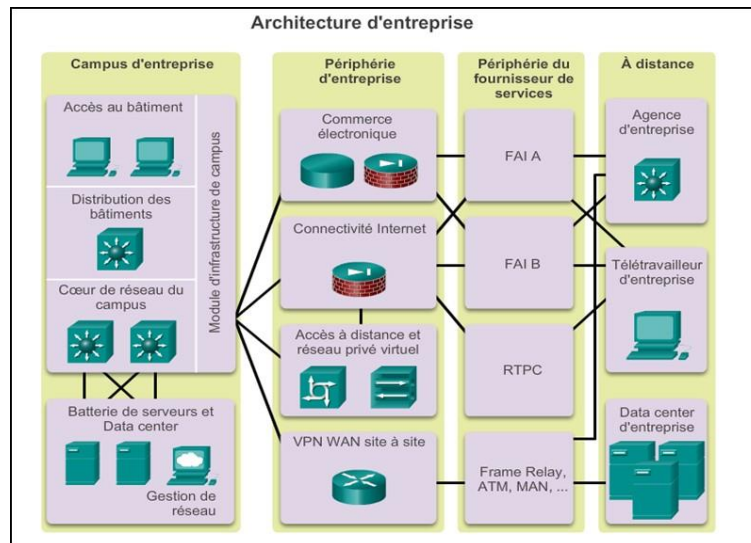 Architecture d'entreprise
Campus d'entreprise
Accès au bâtiment
Distribution des
bâtiments
Cœur de réseau du
campus
Module d'infrastructure de campus
Batterie de serveurs et
Data center
Gestion de
réseau
Périphérie
d'entreprise
Commerce
électronique
Connectivité Internet
Accès à distance et
réseau privé virtuel
VPN WAN site à site
Périphérie du
fournisseur de
services
FAI A
FAI B
RTPC
Frame Relay,
ATM, MAN, ...
À distance
Agence
d'entreprise
Télétravailleur
d'entreprise
Data center
d'entreprise